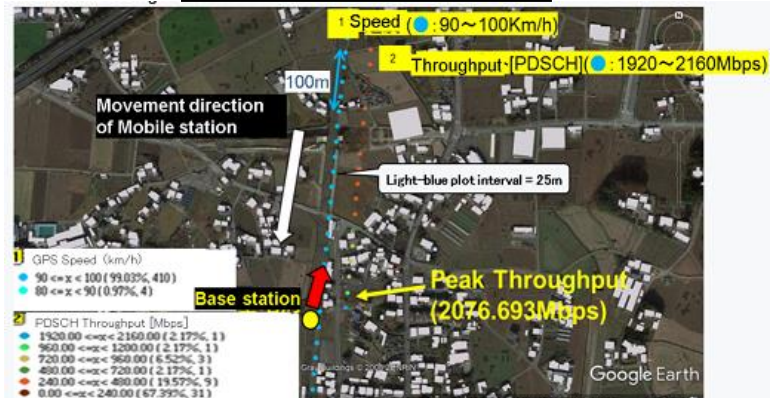 1 Speed (●:90～100Km/h)
2 Throughput、[PDSCH](●:1920～2160Mbps)
100m
Movement direction
of Mobile station
Light-blue plot interval = 25m
1 GPS Speed (km/h)
90 <=x < 100 (99.03%, 410)
80 <=x < 90 (0.97%, 4)
Base station
Peak Throughput
(2076.693Mbps)
2 PDSCH Throughput [Mbps]
1920.00 <=x< 2160.00 ( 2.17%, 1)
960.00 <=x< 1200.00 ( 2.17%, 1)
720.00 <=x< 960.00 ( 6.52%, 3)
480.00 <=x< 720.00 ( 2.17%, 1)
240.00 <=x< 480.00 ( 19.57%, 9)
0.00 <=x< 240.00 ( 67.39%, 31)
Google Earth